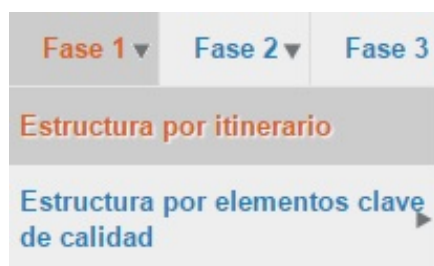 Fase 1 Fase 2 Fase 3
Estructura por itinerario
Estructura por elementos clave
de calidad